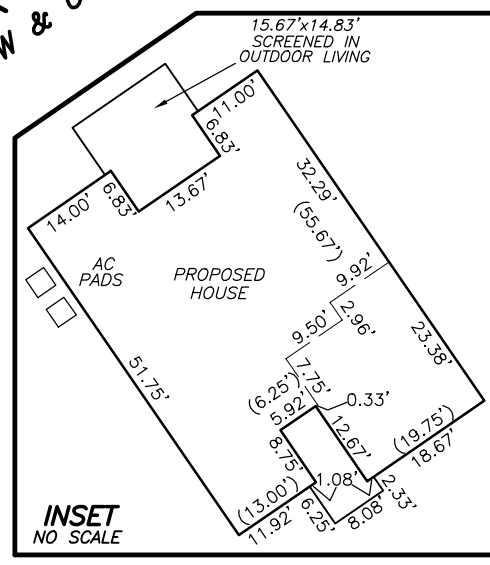 W & U
15.67'x14.83'
SCREENED IN
OUTDOOR LIVING
11.00'
6.83'
13.67'
6.83'
14.00'
32.29'
(55.67')
AC
PADS
PROPOSED
HOUSE
9.92'
2.96'
9.50'
7.75'
23.38'
51.75'
(6.25')
5.92'
0.33'
12.67'
8.75'
(19.75')
18.67'
(13.00')
11.92'
1.08'
6.25'
2.33'
8.08'
INSET
NO SCALE